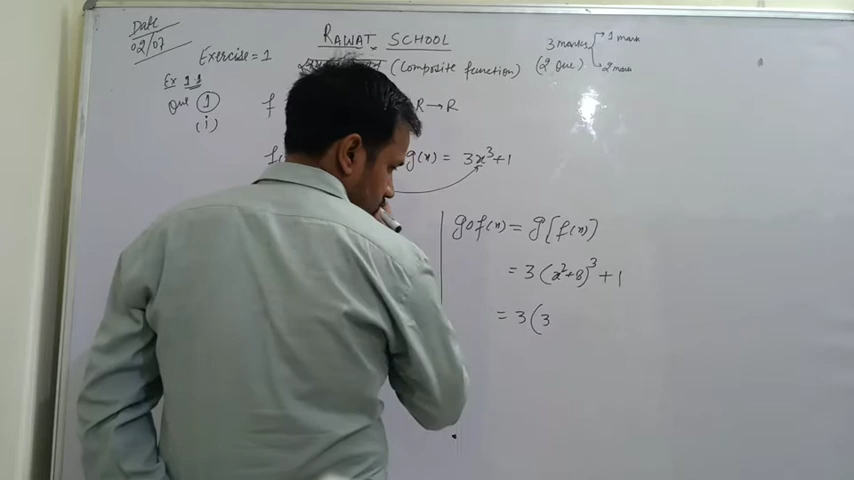 Date
02/07
RAWAT SCHOOL
Exercise = 1
(Composite function)
3 marks
1 mark
(2 Que)
2 mark
Ex 1.1
Que 1
(i)
f
R→R
g(x) = 3x³+1
gof(x) = g[f(x)
= 3(x²+8)³+1
= 3(3